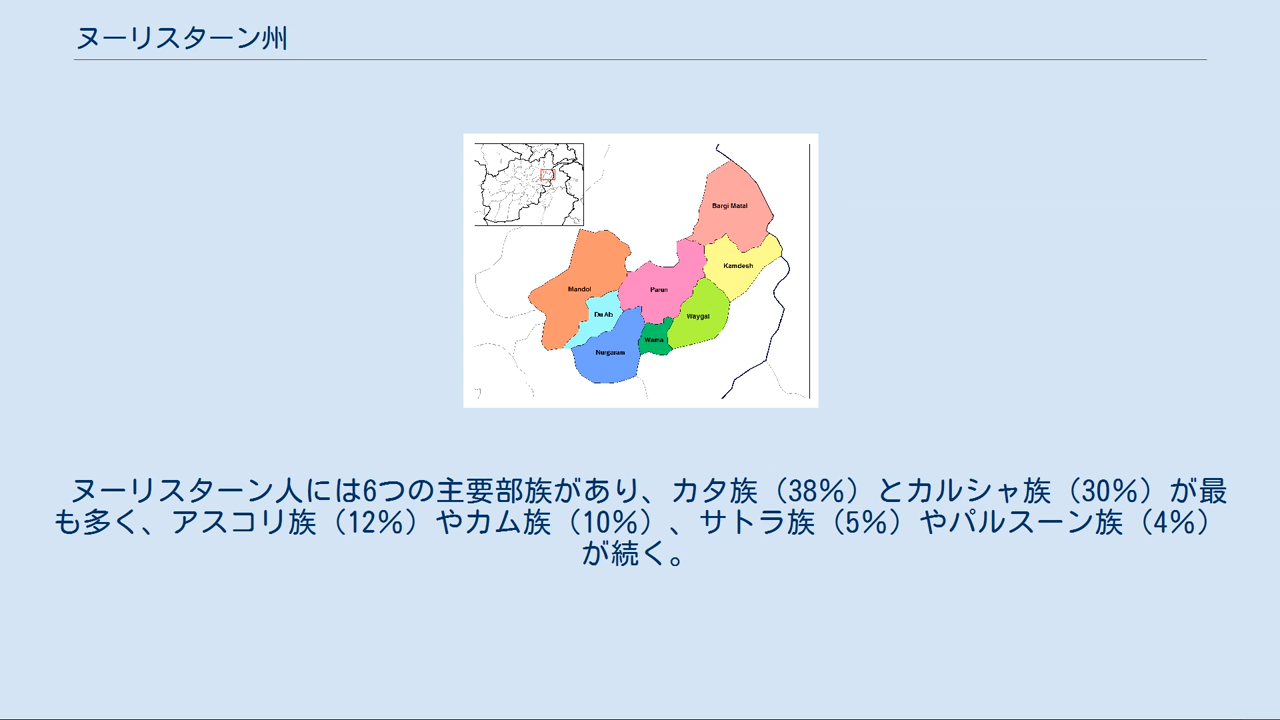 ヌーリスターン州
Bargi Matal
Kamdesh
Mandol
Parun
DuAb
Waygal
Wama
Nurgaram
ヌーリスターン人には6つの主要部族があり、カタ族（38%）とカルシャ族（30%）が最
も多く、アスコリ族（12%）やカム族（10%）、サトラ族（5%）やパルスーン族（4%）
が続く。